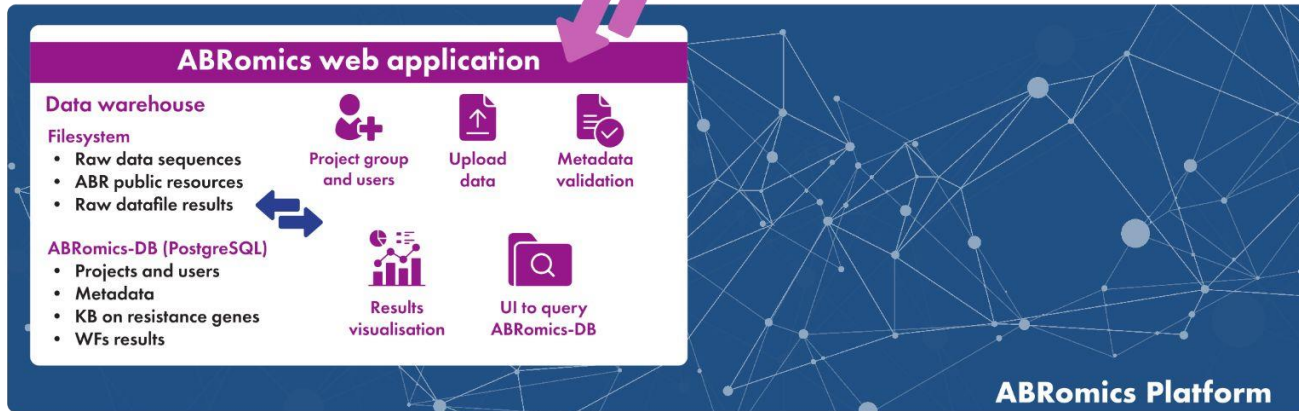 ABRomics web application
Data warehouse
Filesystem
• Raw data sequences
• ABR public resources
• Raw datafile results
ABRomics-DB (PostgreSQL)
• Projects and users
• Metadata
• KB on resistance genes
• WFs results
Project group
and users
Upload
data
Metadata
validation
Results
visualisation
UI to query
ABRomics-DB
ABRomics Platform